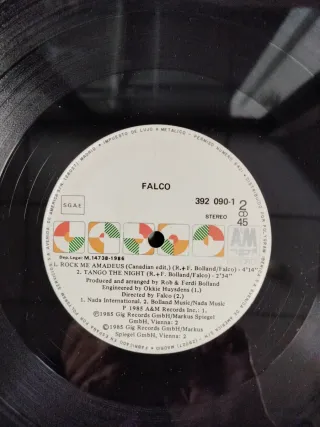 FALCO
S.G.A.E.
392 090-1
2
STEREO
45
AM
Dep. Legal M. 14738-1986
1. ROCK ME AMADEUS (Canadian edit.) (R.+F. Bolland/Falco) - 4'14"
2. TANGO THE NIGHT (R.+F. Bolland/Falco) - 2'34"
Produced and arranged by Rob & Ferdi Bolland
Engineered by Okkie Huysdens (1.)
Directed by Falco (2.)
1. Nada International, 2. Bolland Music/Nada Music
P 1985 A&M Records Inc.: 1
©1985 Gig Records GmbH/Markus Spiegel
GmbH, Vienna: 2
©1985 Gig Records GmbH/Markus
Spiegel GmbH, Vienna: 2